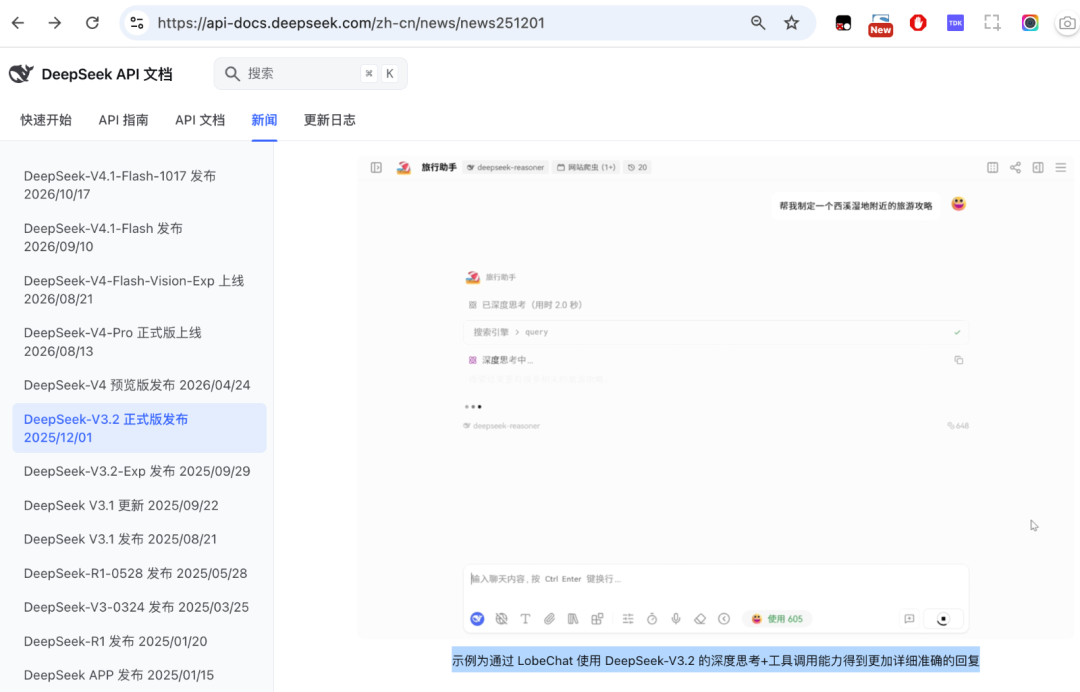 https://api-docs.deepseek.com/zh-cn/news/news251201
New
TDK
DeepSeek API 文档
搜索
⌘ K
快速开始
API 指南
API 文档
新闻
更新日志
DeepSeek-V4.1-Flash-1017 发布
2026/10/17
DeepSeek-V4.1-Flash 发布
2026/09/10
DeepSeek-V4-Flash-Vision-Exp 上线
2026/08/21
DeepSeek-V4-Pro 正式版上线
2026/08/13
DeepSeek-V4 预览版发布 2026/04/24
DeepSeek-V3.2 正式版发布
2025/12/01
DeepSeek-V3.2-Exp 发布 2025/09/29
DeepSeek V3.1 更新 2025/09/22
DeepSeek V3.1 发布 2025/08/21
DeepSeek-R1-0528 发布 2025/05/28
DeepSeek-V3-0324 发布 2025/03/25
DeepSeek-R1 发布 2025/01/20
DeepSeek APP 发布 2025/01/15
旅行助手
deepseek-reasoner
网站爬虫 (1+)
20
帮我制定一个西溪湿地附近的旅游攻略
旅行助手
已深度思考（用时 2.0 秒）
搜索引擎 > query
深度思考中...
deepseek-reasoner
648
输入聊天内容，按 Ctrl Enter 键换行...
使用 605
示例为通过 LobeChat 使用 DeepSeek-V3.2 的深度思考+工具调用能力得到更加详细准确的回复